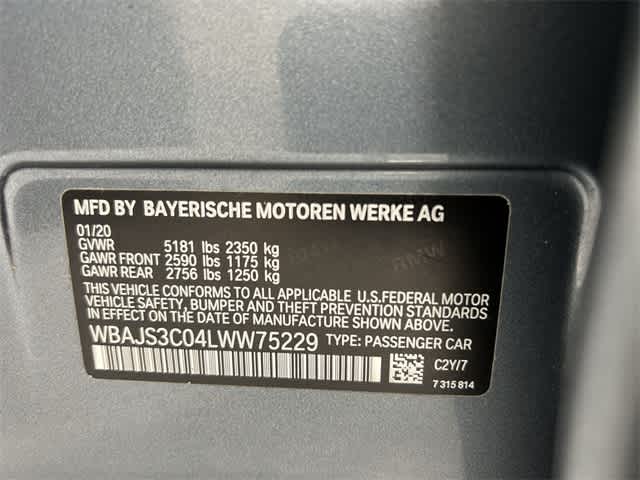 MFD BY BAYERISCHE MOTOREN WERKE AG
01/20
GVWR 5181 lbs 2350 kg
GAWR FRONT 2590 lbs 1175 kg
GAWR REAR 2756 lbs 1250 kg
THIS VEHICLE CONFORMS TO ALL APPLICABLE U.S.FEDERAL MOTOR
VEHICLE SAFETY, BUMPER AND THEFT PREVENTION STANDARDS
IN EFFECT ON THE DATE OF MANUFACTURE SHOWN ABOVE.
WBAJS3C04LWW75229 TYPE: PASSENGER CAR
C2Y/7
7 315 814